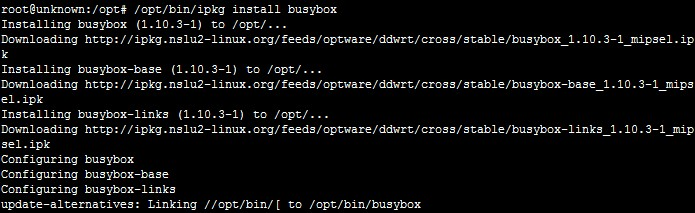 root@unknown:/opt# /opt/bin/ipkg install busybox
Installing busybox (1.10.3-1) to /opt/...
Downloading http://ipkg.nslu2-linux.org/feeds/optware/ddwrt/cross/stable/busybox_1.10.3-1_mipsel.ip
k
Installing busybox-base (1.10.3-1) to /opt/...
Downloading http://ipkg.nslu2-linux.org/feeds/optware/ddwrt/cross/stable/busybox-base_1.10.3-1_mips
el.ipk
Installing busybox-links (1.10.3-1) to /opt/...
Downloading http://ipkg.nslu2-linux.org/feeds/optware/ddwrt/cross/stable/busybox-links_1.10.3-1_mip
sel.ipk
Configuring busybox
Configuring busybox-base
Configuring busybox-links
update-alternatives: Linking //opt/bin/[ to /opt/bin/busybox